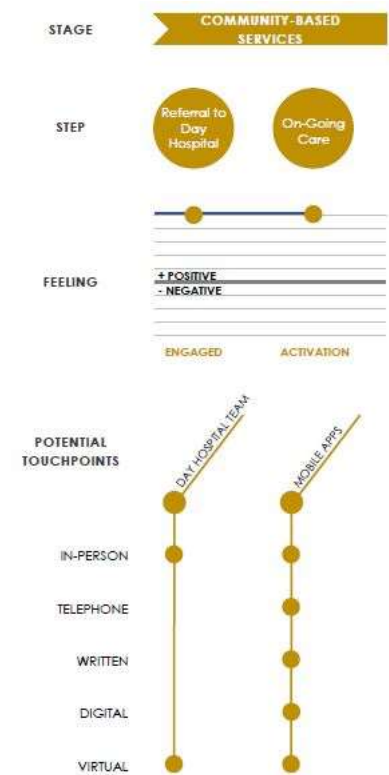 STAGE
COMMUNITY-BASED
SERVICES
STEP
Referral to
Day
Hospital
On-Going
Care
FEELING
+ POSITIVE
- NEGATIVE
ENGAGED
ACTIVATION
POTENTIAL
TOUCHPOINTS
DAY HOSPITAL TEAM
MOBILE APPS
IN-PERSON
TELEPHONE
WRITTEN
DIGITAL
VIRTUAL